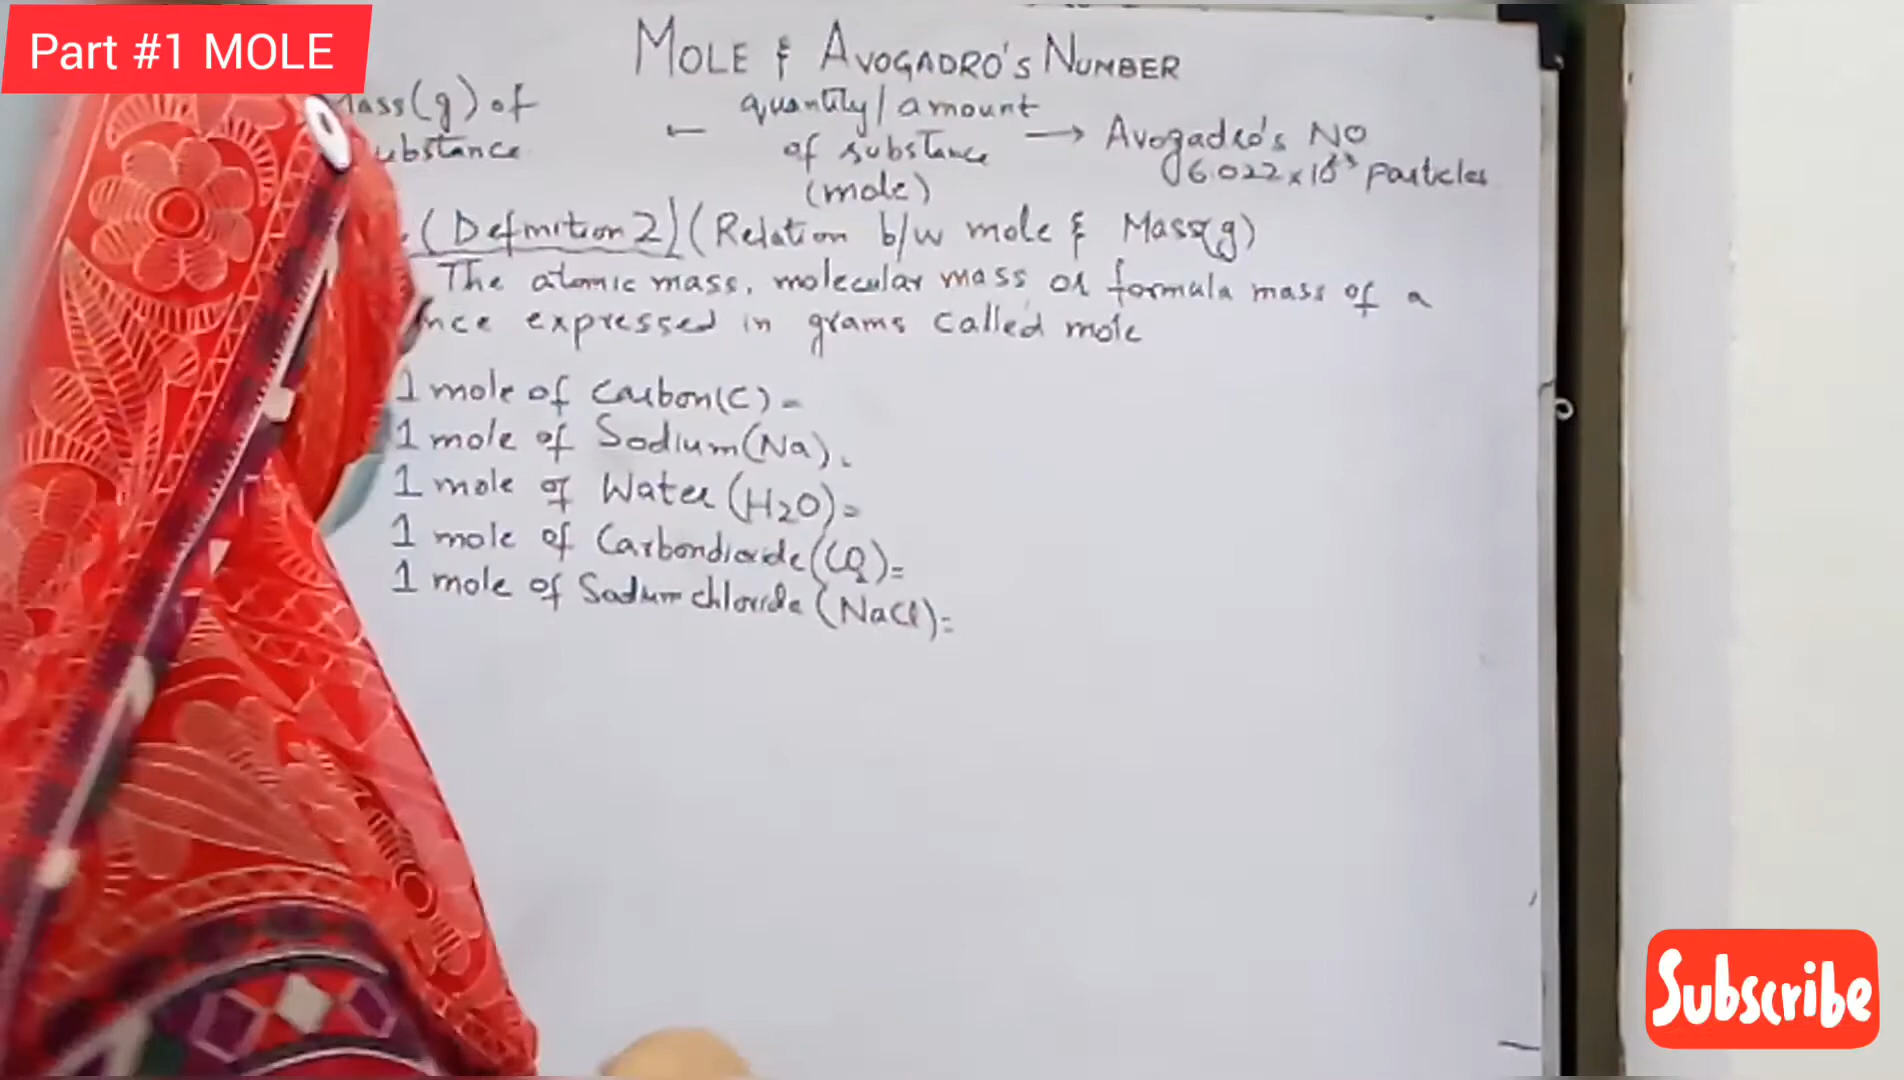 Part #1 MOLE
MOLE & AVOGADRO'S NUMBER
Mass(g) of
substance
← quantity/amount
of substance
(mole)
→ Avogadro's NO
6.022x10²³ particles
(Definition 2) (Relation b/w mole & Mass(g)
The atomic mass, molecular mass or formula mass of a
nce expressed in grams called mole
1 mole of Carbon(C) =
1 mole of Sodium(Na)
1 mole of Water(H₂O) =
1 mole of Carbondioxide(CO₂) =
1 mole of Sodium chloride(NaCl) =
Subscribe